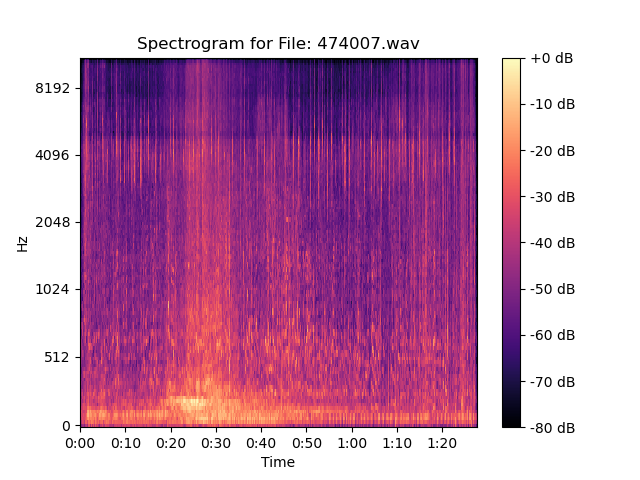 Spectrogram for File: 474007.wav
8192
4096
2048
1024
512
0
Hz
0:00 0:10 0:20 0:30 0:40 0:50 1:00 1:10 1:20
Time
+0 dB
-10 dB
-20 dB
-30 dB
-40 dB
-50 dB
-60 dB
-70 dB
-80 dB